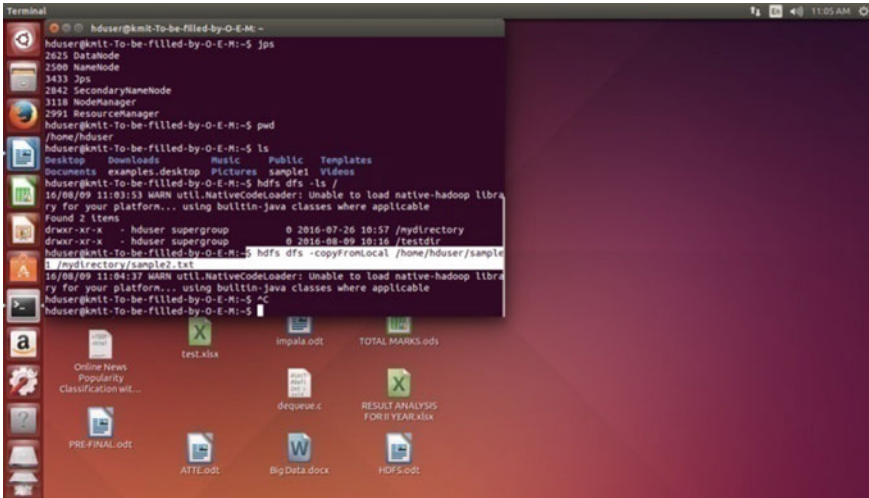 Terminal
En
11:05 AM
hduser@kmit-To-be-filled-by-O-E-M: ~
hduser@kmit-To-be-filled-by-O-E-M:~$ jps
2625 DataNode
2500 NameNode
3433 Jps
2842 SecondaryNameNode
3118 NodeManager
2991 ResourceManager
hduser@kmit-To-be-filled-by-O-E-M:~$ pwd
/home/hduser
hduser@kmit-To-be-filled-by-O-E-M:~$ ls
Desktop Downloads Music Public Templates
Documents examples.desktop Pictures sample1 Videos
hduser@kmit-To-be-filled-by-O-E-M:~$ hdfs dfs -ls /
16/08/09 11:03:53 WARN util.NativeCodeLoader: Unable to load native-hadoop libra
ry for your platform... using builtin-java classes where applicable
Found 2 items
drwxr-xr-x - hduser supergroup 0 2016-07-26 10:57 /mydirectory
drwxr-xr-x - hduser supergroup 0 2016-08-09 10:16 /testdir
hduser@kmit-To-be-filled-by-O-E-M:~$ hdfs dfs -copyFromLocal /home/hduser/sample
1 /mydirectory/sample2.txt
16/08/09 11:04:37 WARN util.NativeCodeLoader: Unable to load native-hadoop libra
ry for your platform... using builtin-java classes where applicable
hduser@kmit-To-be-filled-by-O-E-M:~$ ^C
hduser@kmit-To-be-filled-by-O-E-M:~$
test.xlsx
impala.odt
TOTAL MARKS.ods
Online News
Popularity
Classification wit...
dequeue.c
RESULT ANALYSIS
FOR II YEAR.xlsx
PRE-FINAL.odt
ATTE.odt
Big Data.docx
HDFS.odt